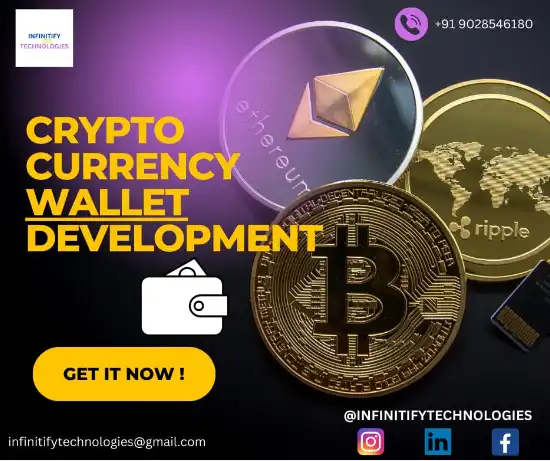 INFINITIFY
TECHNOLOGIES
+91 9028546180
CRYPTO
CURRENCY
WALLET
DEVELOPMENT
ethereum
ripple
GET IT NOW !
@INFINITIFYTECHNOLOGIES
infinitifytechnologies@gmail.com
in
f